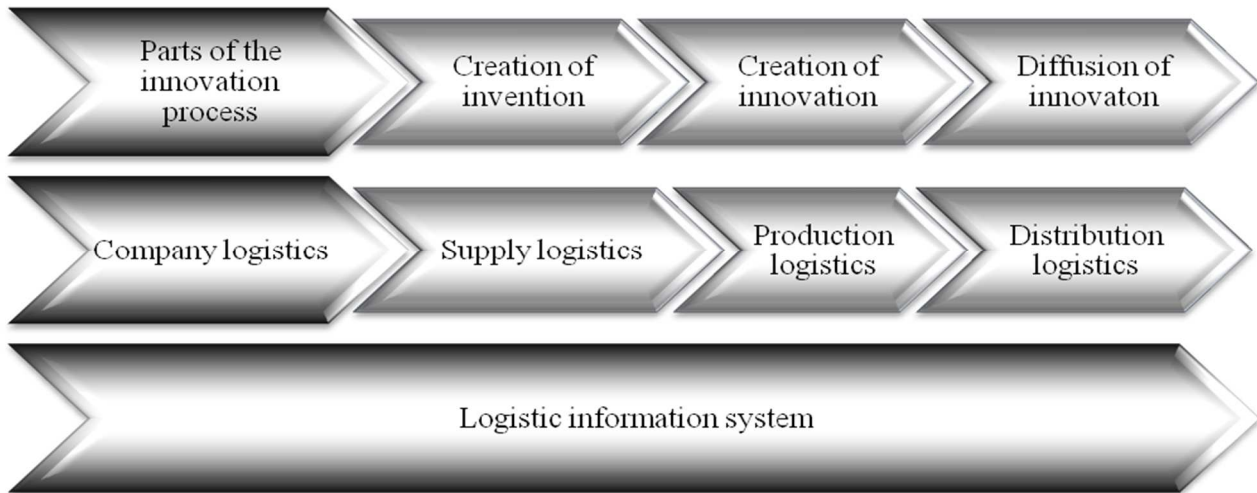 Parts of the
innovation
process
Creation of
invention
Creation of
innovation
Diffusion of
innovaton
Company logistics
Supply logistics
Production
logistics
Distribution
logistics
Logistic information system